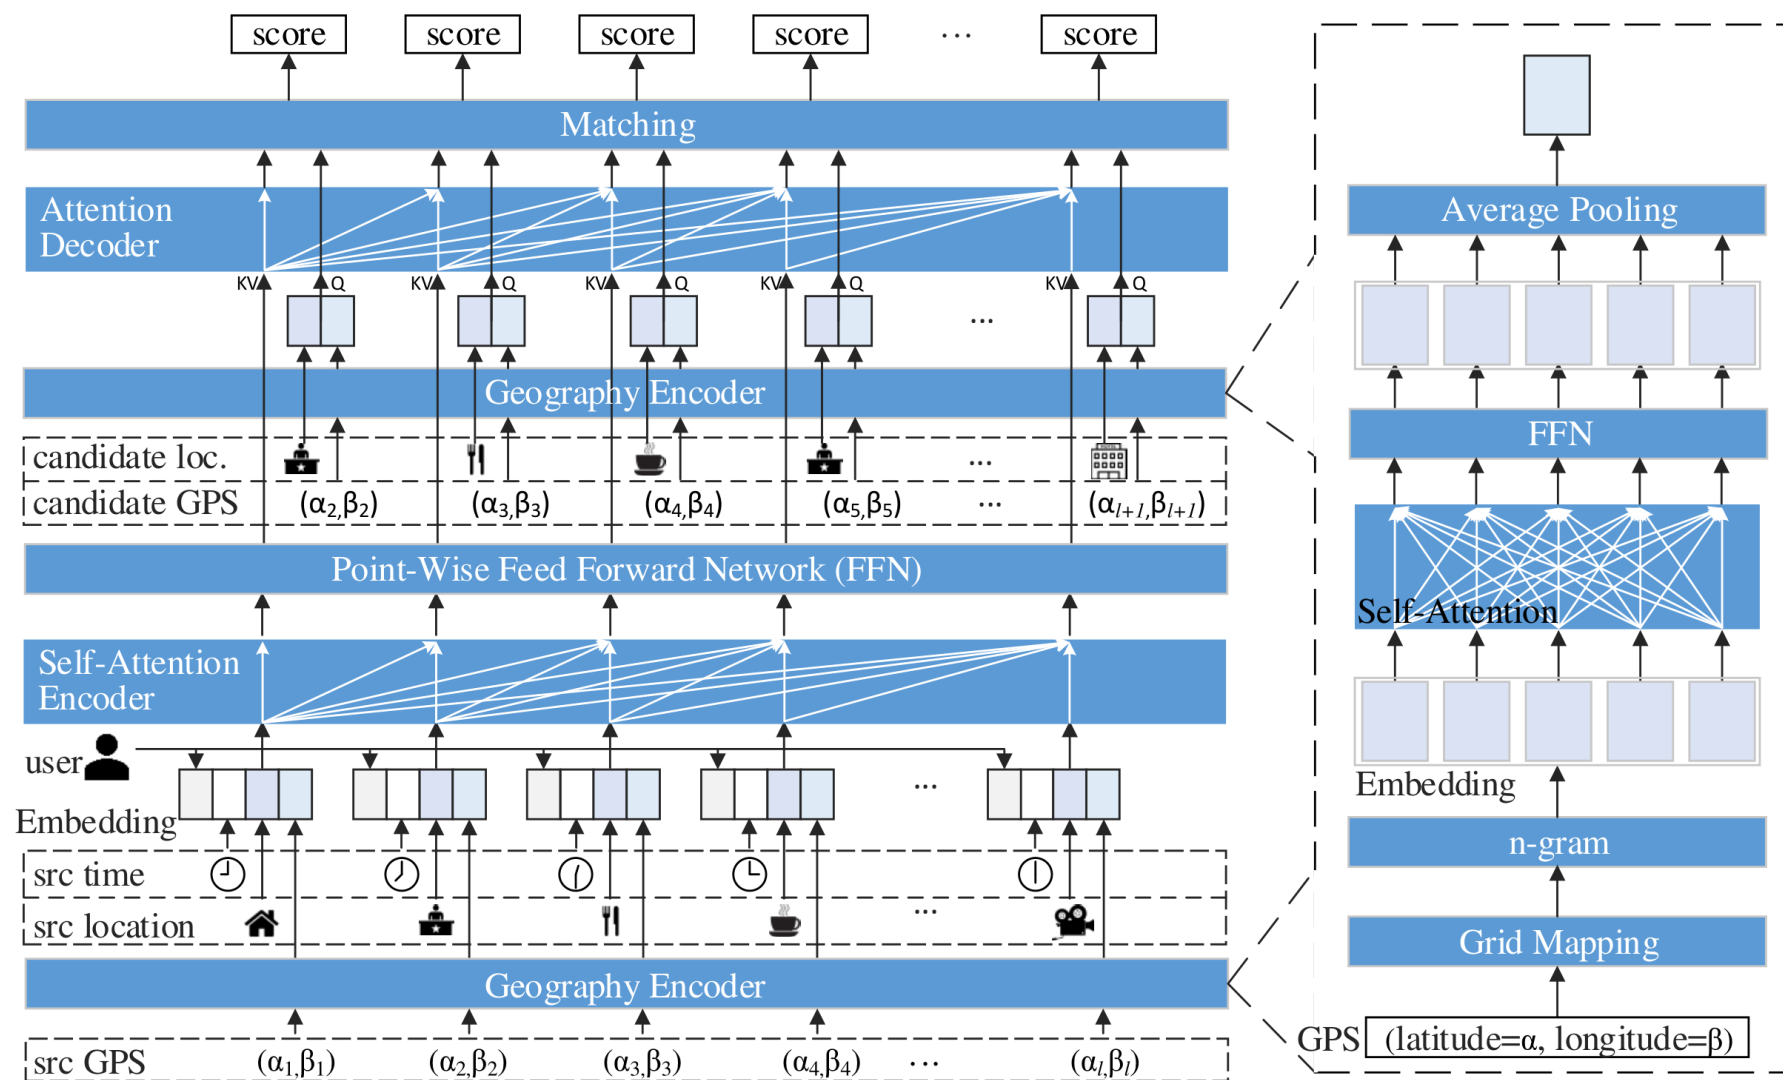 score score score score ... score
Matching
Attention
Decoder
KV Q KV Q KV Q KV Q KV Q
...
Geography Encoder
candidate loc. ...
candidate GPS (α2,β2) (α3,β3) (α4,β4) (α5,β5) ... (αl+1,βl+1)
Point-Wise Feed Forward Network (FFN)
Self-Attention
Encoder
user
...
Embedding
src time
src location ...
Geography Encoder
src GPS (α1,β1) (α2,β2) (α3,β3) (α4,β4) ... (αl,βl)
Average Pooling
FFN
Self-Attention
Embedding
n-gram
Grid Mapping
GPS (latitude=α, longitude=β)